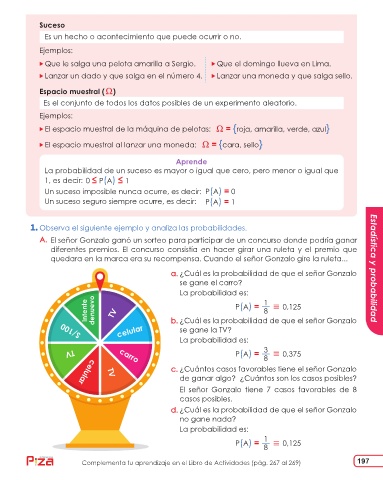 Suceso
Es un hecho o acontecimiento que puede ocurrir o no.
Ejemplos:
Que le salga una pelota amarilla a Sergio.
Que el domingo llueva en Lima.
Lanzar un dado y que salga en el número 4.
Lanzar una moneda y que salga sello.
Espacio muestral (Ω)
Es el conjunto de todos los datos posibles de un experimento aleatorio.
Ejemplos:
El espacio muestral de la máquina de pelotas: Ω = {roja, amarilla, verde, azul}
El espacio muestral al lanzar una moneda: Ω = {cara, sello}
Aprende
La probabilidad de un suceso es mayor o igual que cero, pero menor o igual que
1, es decir: 0 ≤ P(A) ≤ 1
Un suceso imposible nunca ocurre, es decir: P(A) = 0
Un suceso seguro siempre ocurre, es decir: P(A) = 1
Estadística y probabilidad
1. Observa el siguiente ejemplo y analiza las probabilidades.
A. El señor Gonzalo ganó un sorteo para participar de un concurso donde podría ganar
diferentes premios. El concurso consistía en hacer girar una ruleta y el premio que
quedara en la marca era su recompensa. Cuando el señor Gonzalo gire la ruleta...
intente
de nuevo
TV
celular
carro
TV
celular
TV
S/100
a. ¿Cuál es la probabilidad de que el señor Gonzalo
se gane el carro?
La probabilidad es:
P(A) = 1/8 = 0,125
b. ¿Cuál es la probabilidad de que el señor Gonzalo
se gane la TV?
La probabilidad es:
P(A) = 3/8 = 0,375
c. ¿Cuántos casos favorables tiene el señor Gonzalo
de ganar algo? ¿Cuántos son los casos posibles?
El señor Gonzalo tiene 7 casos favorables de 8
casos posibles.
d. ¿Cuál es la probabilidad de que el señor Gonzalo
no gane nada?
La probabilidad es:
P(A) = 1/8 = 0,125
Piza
Complementa tu aprendizaje en el Libro de Actividades (pág. 267 al 269)
197